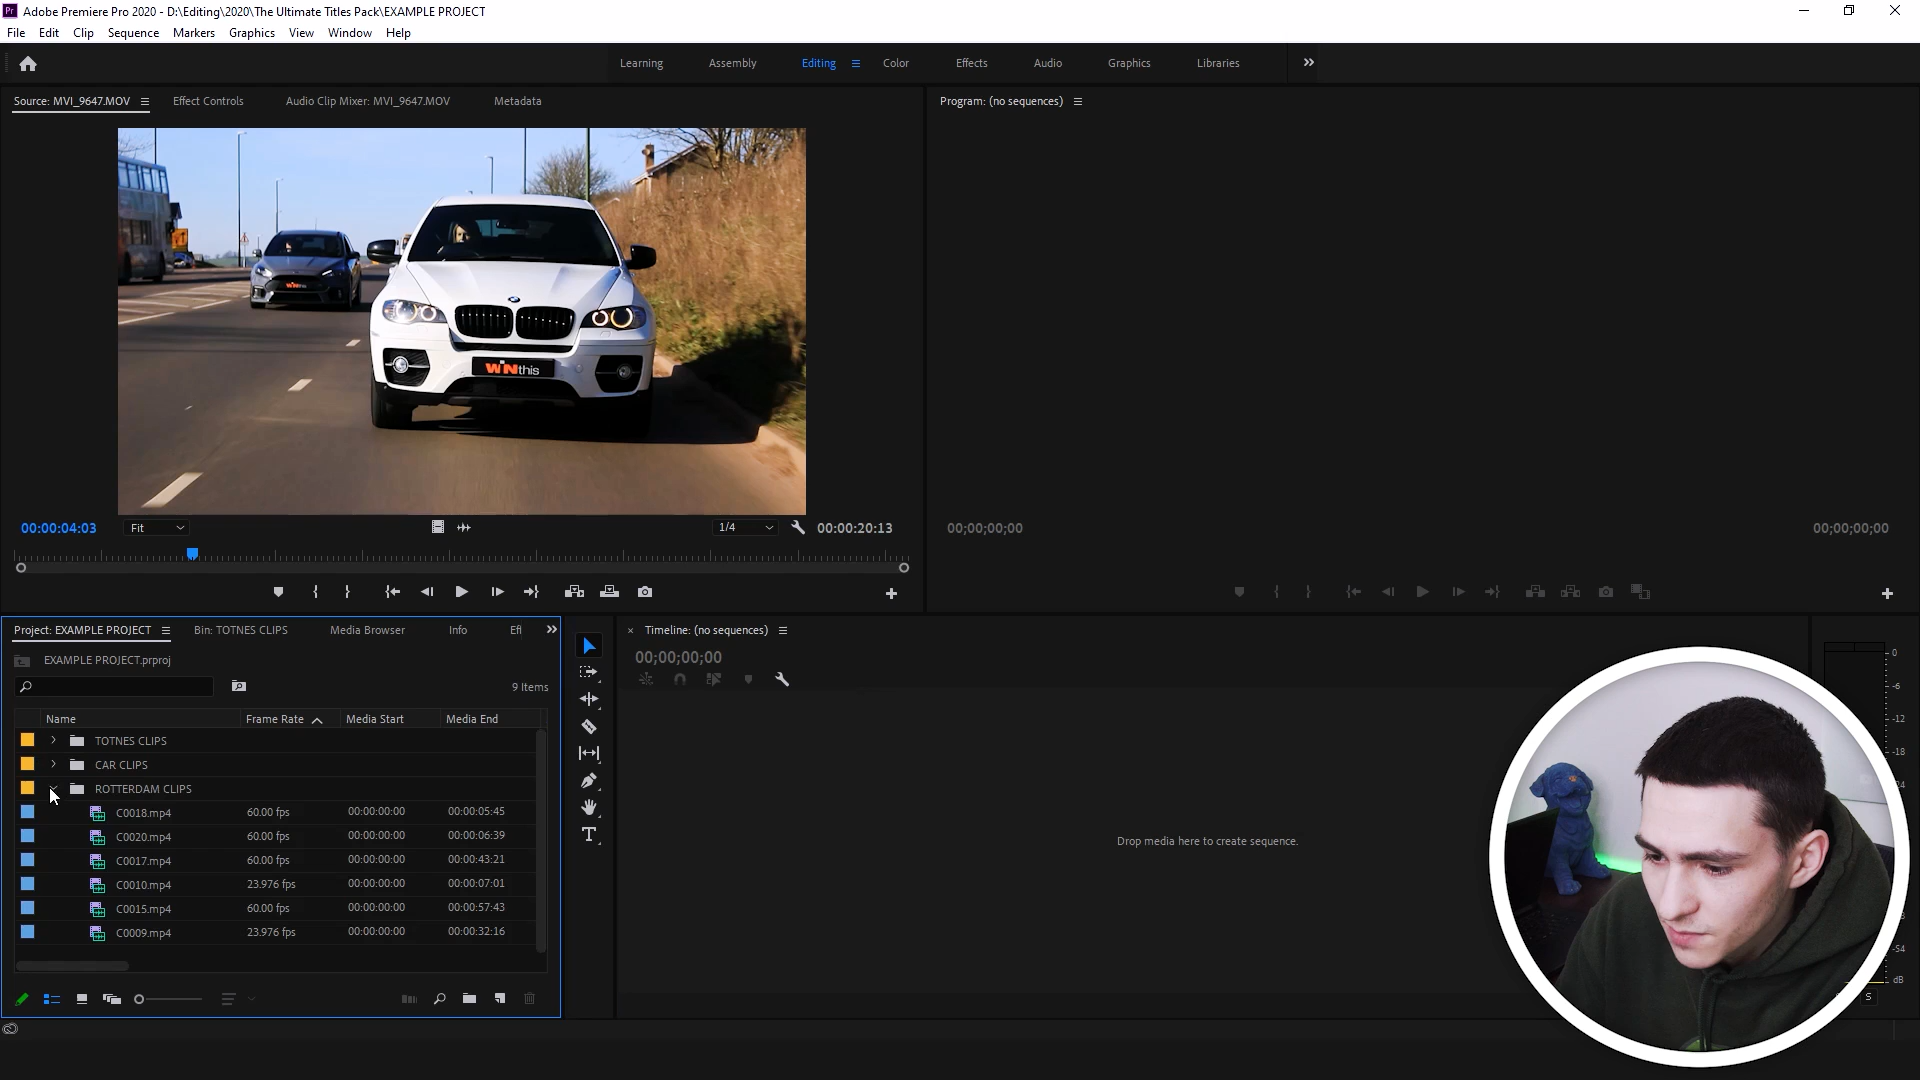 Pr Adobe Premiere Pro 2020 - D:\Editing\2020\The Ultimate Titles Pack\EXAMPLE PROJECT
File Edit Clip Sequence Markers Graphics View Window Help
Learning Assembly Editing Color Effects Audio Graphics Libraries
Source: MVI_9647.MOV Effect Controls Audio Clip Mixer: MVI_9647.MOV Metadata
Program: (no sequences)
WiNthis
WiNthis
00:00:04:03 Fit 1/4 00:00:20:13
00;00;00;00 00;00;00;00
Project: EXAMPLE PROJECT Bin: TOTNES CLIPS Media Browser Info Eff
EXAMPLE PROJECT.prproj
9 Items
Name Frame Rate Media Start Media End
TOTNES CLIPS
CAR CLIPS
ROTTERDAM CLIPS
C0018.mp4 60.00 fps 00:00:00:00 00:00:05:45
C0020.mp4 60.00 fps 00:00:00:00 00:00:06:39
C0017.mp4 60.00 fps 00:00:00:00 00:00:43:21
C0010.mp4 23.976 fps 00:00:00:00 00:00:07:01
C0015.mp4 60.00 fps 00:00:00:00 00:00:57:43
C0009.mp4 23.976 fps 00:00:00:00 00:00:32:16
Timeline: (no sequences)
00;00;00;00
Drop media here to create sequence.
0
-6
-12
-18
-54
dB
S